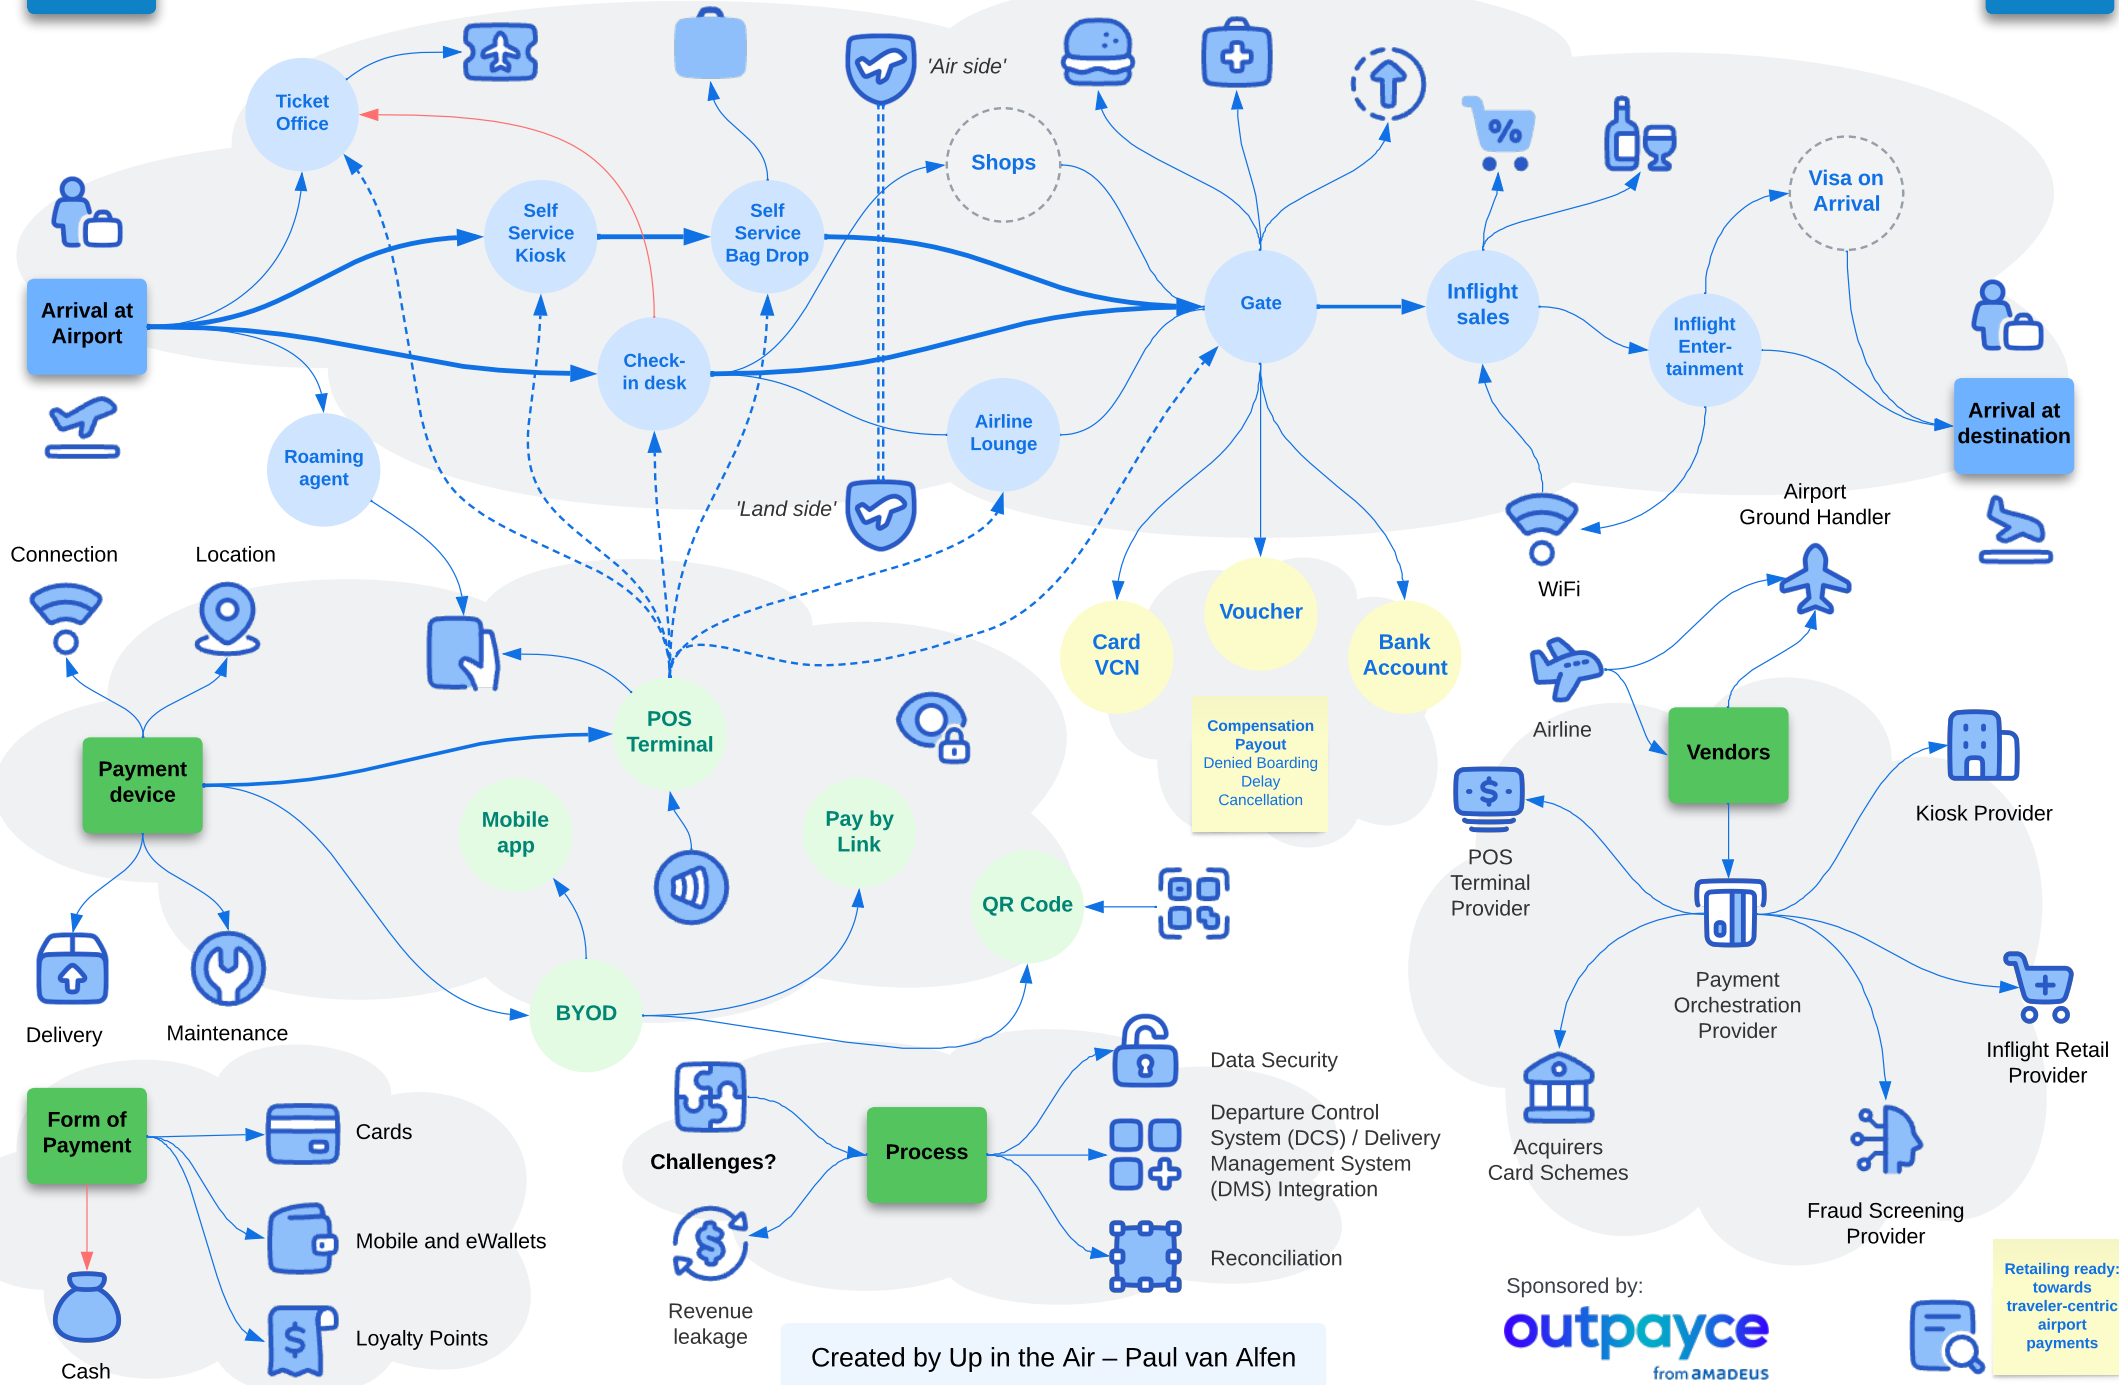 'Air side'
Ticket
Office
Shops
Visa on
Arrival
Self
Service
Kiosk
Self
Service
Bag Drop
Arrival at
Airport
Gate
Inflight
sales
Inflight
Enter-
tainment
Check-
in desk
Airline
Lounge
Arrival at
destination
Roaming
agent
'Land side'
Airport
Ground Handler
Connection
Location
WiFi
Card
VCN
Voucher
Bank
Account
Compensation
Payout
Denied Boarding
Delay
Cancellation
POS
Terminal
Payment
device
Mobile
app
Pay by
Link
QR Code
BYOD
Delivery
Maintenance
Airline
Vendors
POS
Terminal
Provider
Kiosk Provider
Payment
Orchestration
Provider
Inflight Retail
Provider
Acquirers
Card Schemes
Fraud Screening
Provider
Form of
Payment
Cards
Mobile and eWallets
Loyalty Points
Cash
Challenges?
Process
Data Security
Departure Control
System (DCS) / Delivery
Management System
(DMS) Integration
Reconciliation
Revenue
leakage
Created by Up in the Air – Paul van Alfen
Sponsored by:
outpayce
from aMaDEUS
Retailing ready:
towards
traveler-centric
airport
payments
%
$
$
$